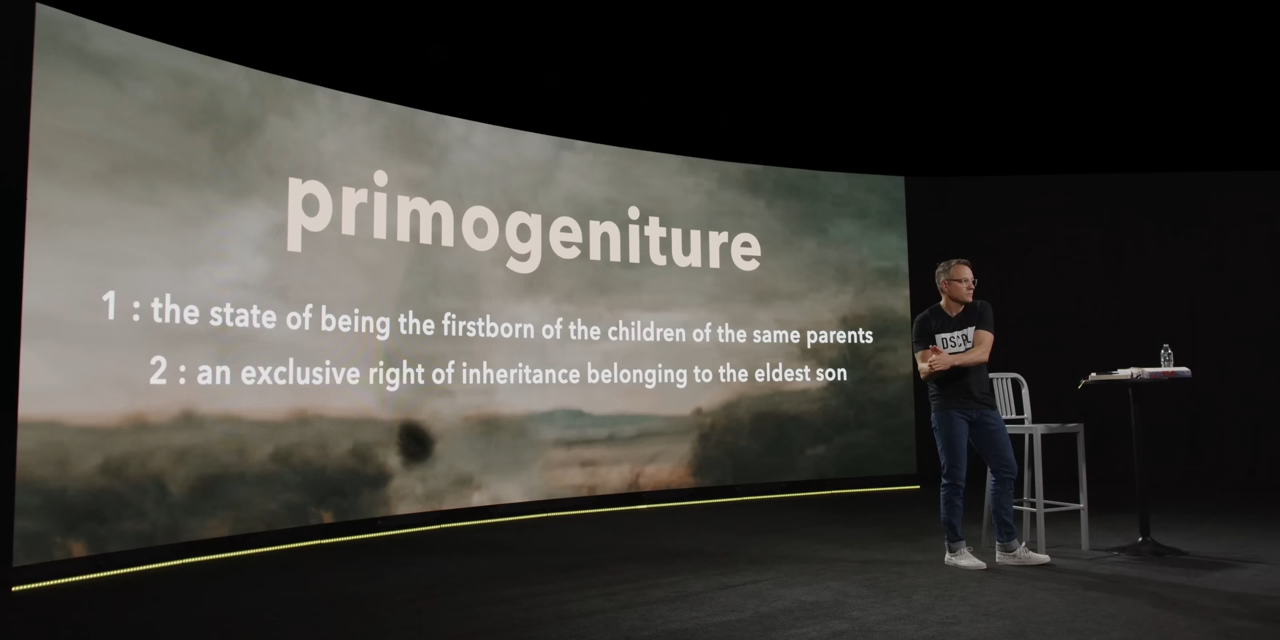 primogeniture
1 : the state of being the firstborn of the children of the same parents
2 : an exclusive right of inheritance belonging to the eldest son